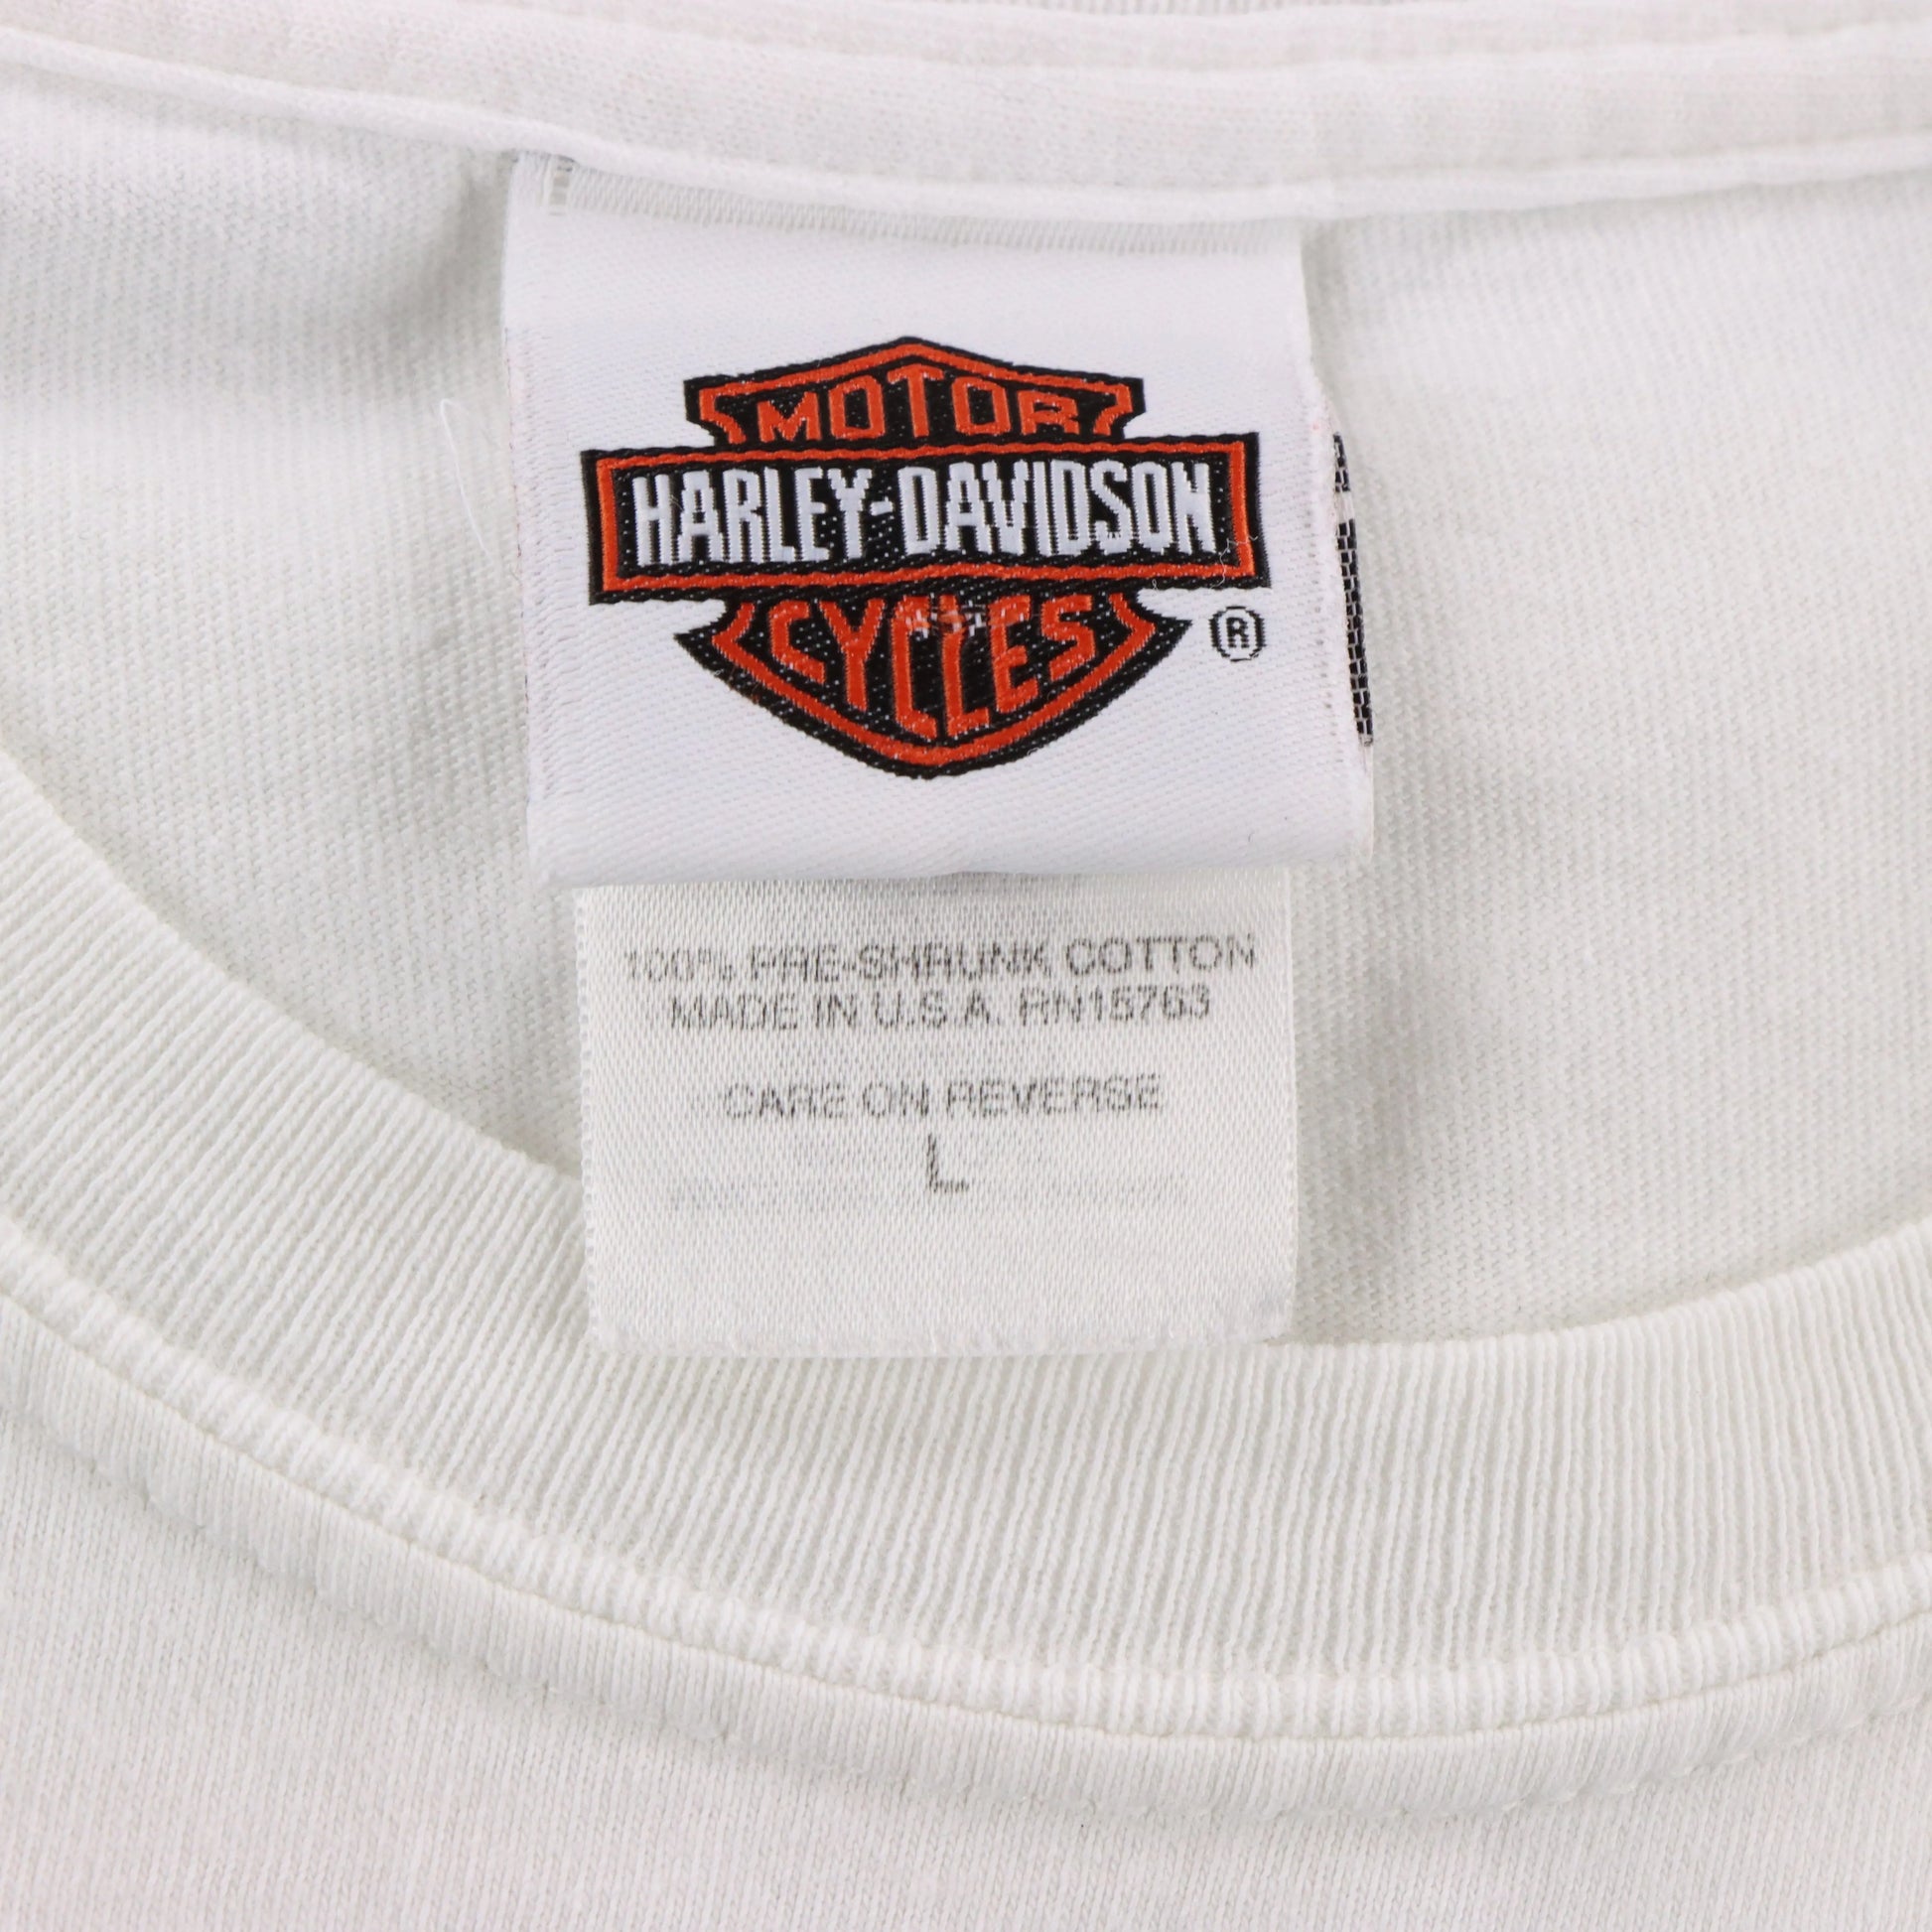 MOTOR
HARLEY-DAVIDSON
CYCLES
®
100% PRE-SHRUNK COTTON
MADE IN U.S.A. RN15763
CARE ON REVERSE
L